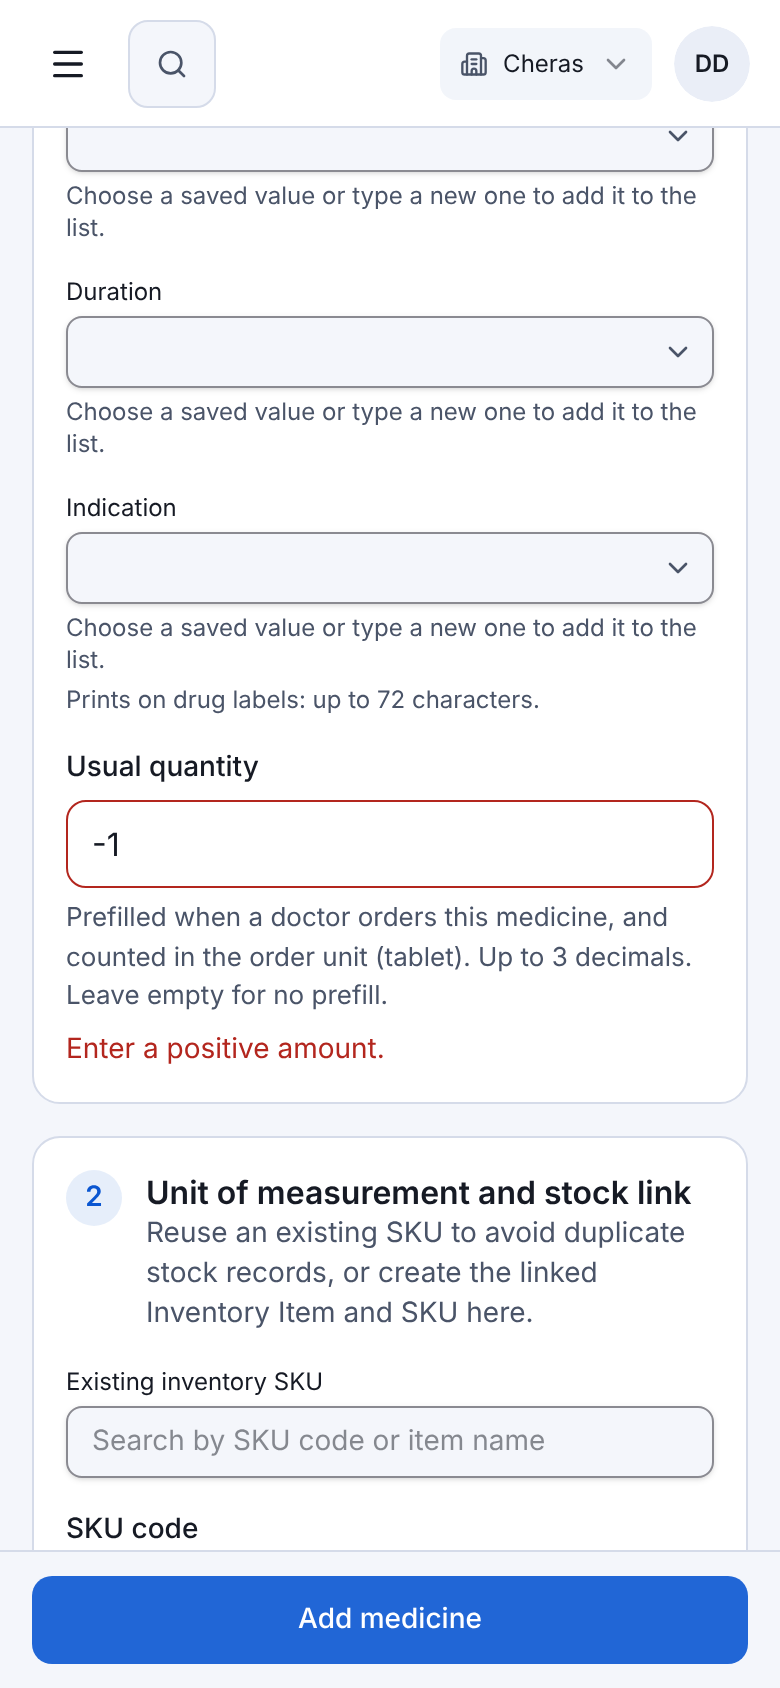 Cheras
DD
Choose a saved value or type a new one to add it to the
list.
Duration
Choose a saved value or type a new one to add it to the
list.
Indication
Choose a saved value or type a new one to add it to the
list.
Prints on drug labels: up to 72 characters.
Usual quantity
-1
Prefilled when a doctor orders this medicine, and
counted in the order unit (tablet). Up to 3 decimals.
Leave empty for no prefill.
Enter a positive amount.
2
Unit of measurement and stock link
Reuse an existing SKU to avoid duplicate
stock records, or create the linked
Inventory Item and SKU here.
Existing inventory SKU
Search by SKU code or item name
SKU code
Add medicine